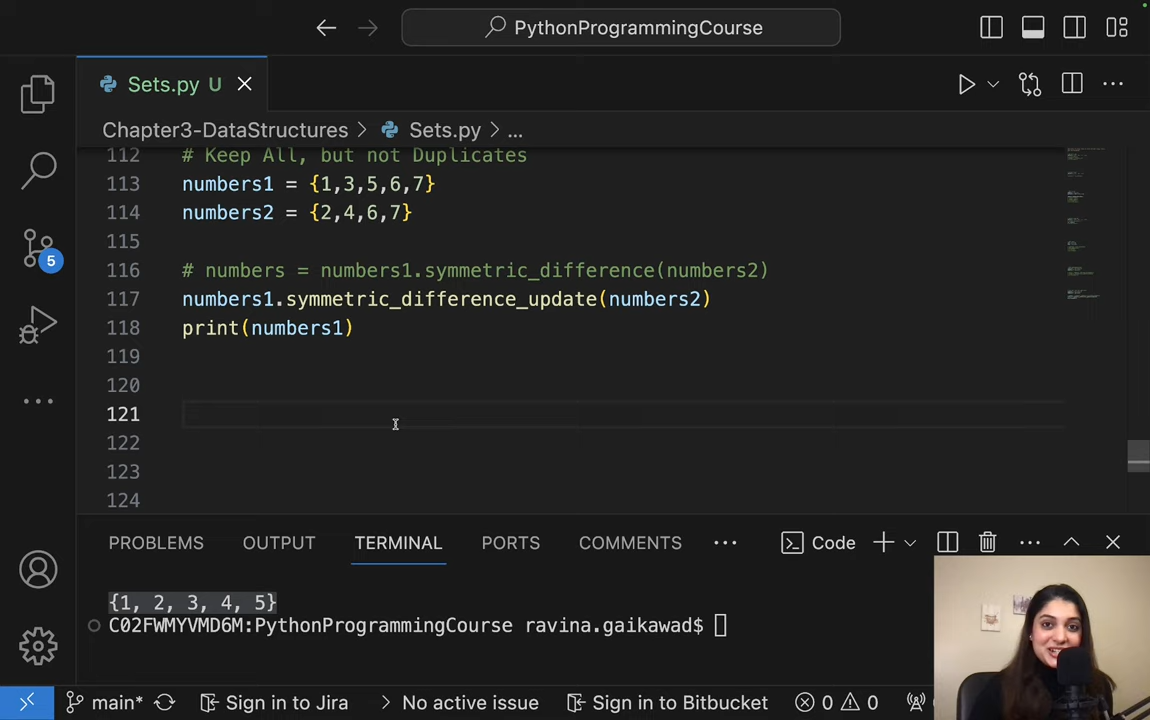 PythonProgrammingCourse
Sets.py U
Chapter3-DataStructures > Sets.py > ...
112 # Keep All, but not Duplicates
113 numbers1 = {1,3,5,6,7}
114 numbers2 = {2,4,6,7}
115
116 # numbers = numbers1.symmetric_difference(numbers2)
117 numbers1.symmetric_difference_update(numbers2)
118 print(numbers1)
119
120
121
122
123
124
5
PROBLEMS OUTPUT TERMINAL PORTS COMMENTS ... Code
{1, 2, 3, 4, 5}
C02FWMYVMD6M:PythonProgrammingCourse ravina.gaikawad$
main* Sign in to Jira > No active issue Sign in to Bitbucket 0 0